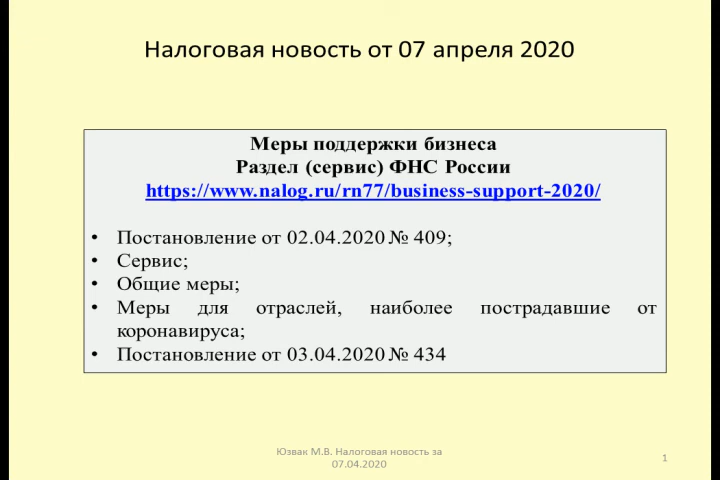 Налоговая новость от 07 апреля 2020
Меры поддержки бизнеса
Раздел (сервис) ФНС России
https://www.nalog.ru/rn77/business-support-2020/
• Постановление от 02.04.2020 № 409;
• Сервис;
• Общие меры;
• Меры для отраслей, наиболее пострадавшие от
коронавируса;
• Постановление от 03.04.2020 № 434
Юзвак М.В. Налоговая новость за
07.04.2020
1